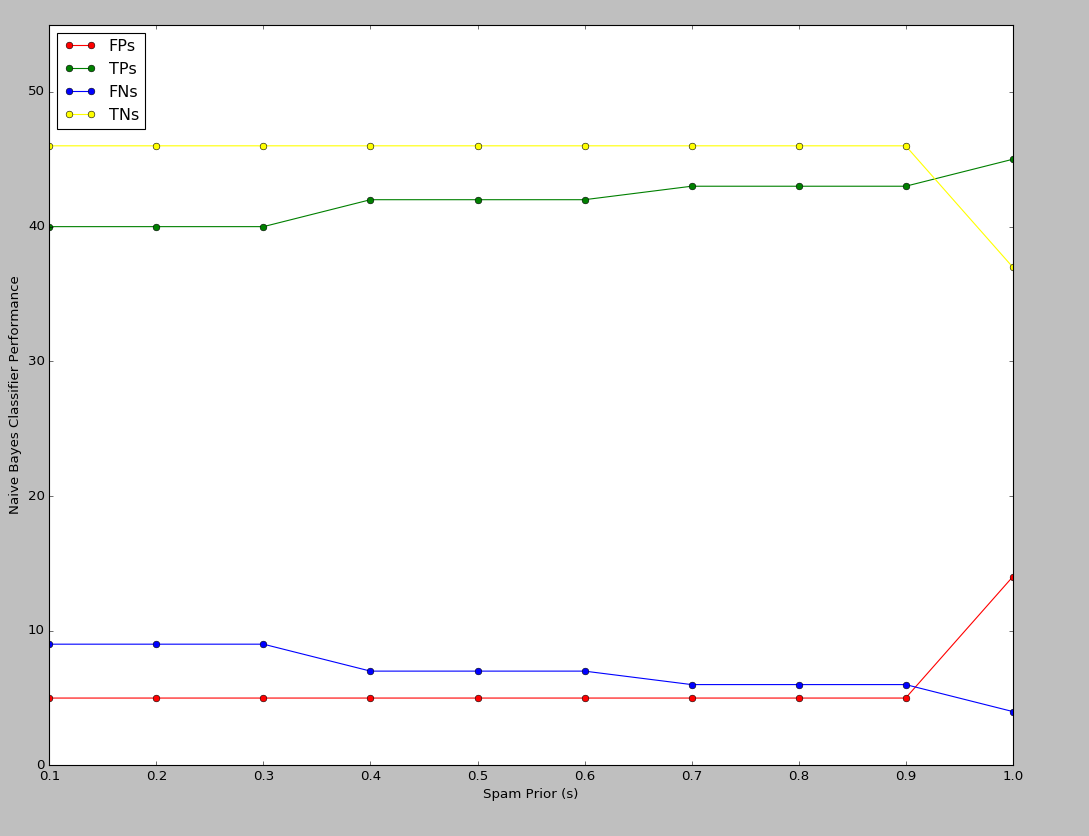 FPs
TPs
FNs
TNs
50
40
30
20
10
0
Naive Bayes Classifier Performance
0.1 0.2 0.3 0.4 0.5 0.6 0.7 0.8 0.9 1.0
Spam Prior (s)